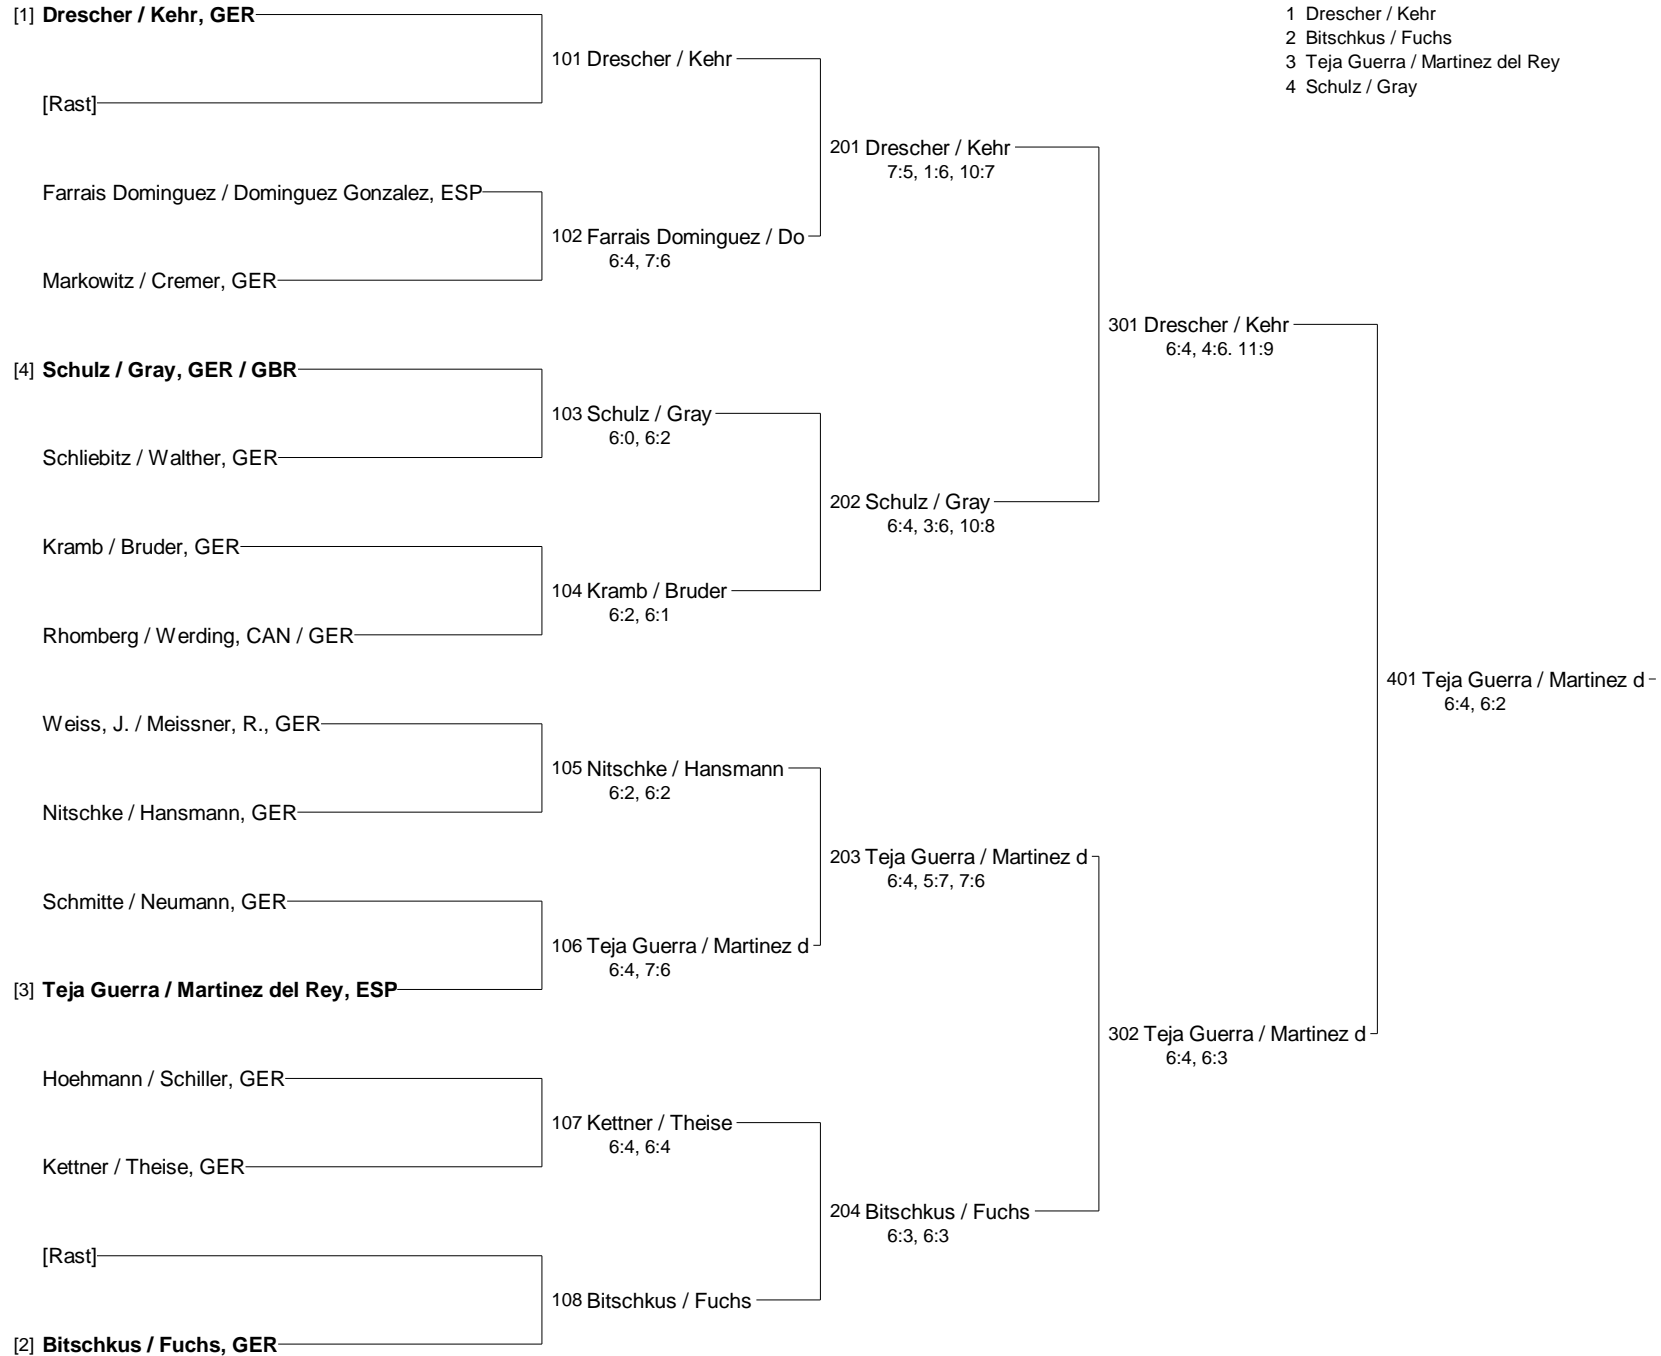 [1] Drescher / Kehr, GER
[Rast]
Farrais Dominguez / Dominguez Gonzalez, ESP
Markowitz / Cremer, GER
[4] Schulz / Gray, GER / GBR
Schliebitz / Walther, GER
Kramb / Bruder, GER
Rhomberg / Werding, CAN / GER
Weiss, J. / Meissner, R., GER
Nitschke / Hansmann, GER
Schmitte / Neumann, GER
[3] Teja Guerra / Martinez del Rey, ESP
Hoehmann / Schiller, GER
Kettner / Theise, GER
[Rast]
[2] Bitschkus / Fuchs, GER
101 Drescher / Kehr
102 Farrais Dominguez / Do
6:4, 7:6
103 Schulz / Gray
6:0, 6:2
104 Kramb / Bruder
6:2, 6:1
105 Nitschke / Hansmann
6:2, 6:2
106 Teja Guerra / Martinez d
6:4, 7:6
107 Kettner / Theise
6:4, 6:4
108 Bitschkus / Fuchs
201 Drescher / Kehr
7:5, 1:6, 10:7
202 Schulz / Gray
6:4, 3:6, 10:8
203 Teja Guerra / Martinez d
6:4, 5:7, 7:6
204 Bitschkus / Fuchs
6:3, 6:3
301 Drescher / Kehr
6:4, 4:6. 11:9
302 Teja Guerra / Martinez d
6:4, 6:3
401 Teja Guerra / Martinez d
6:4, 6:2
1 Drescher / Kehr
2 Bitschkus / Fuchs
3 Teja Guerra / Martinez del Rey
4 Schulz / Gray